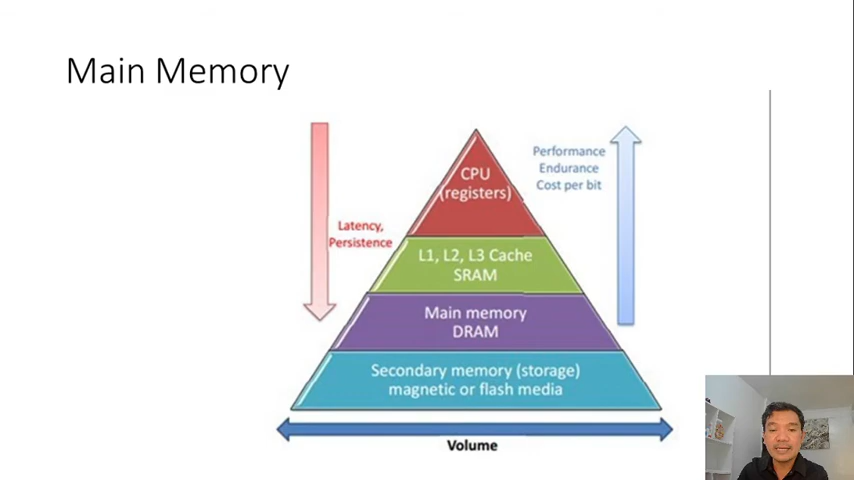 Main Memory
CPU
(registers)
Performance
Endurance
Cost per bit
Latency,
Persistence
L1, L2, L3 Cache
SRAM
Main memory
DRAM
Secondary memory (storage)
magnetic or flash media
Volume